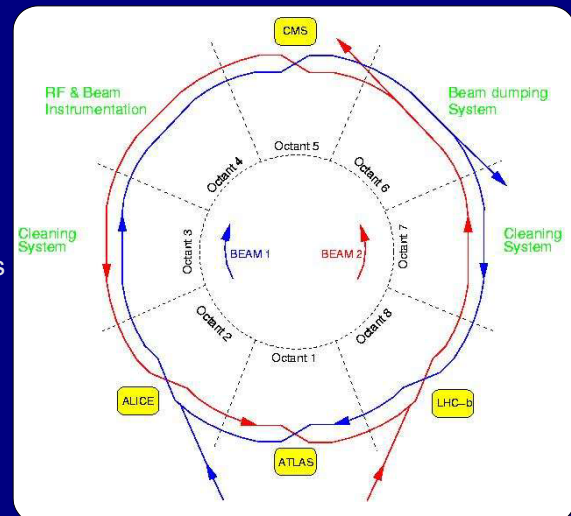 CMS
RF & Beam
Instrumentation
Beam dumping
System
Octant 5
Octant 4
Octant 6
Cleaning
System
Octant 3
BEAM 1
BEAM 2
Octant 7
Cleaning
System
s
Octant 2
Octant 8
Octant 1
ALICE
LHC-b
ATLAS